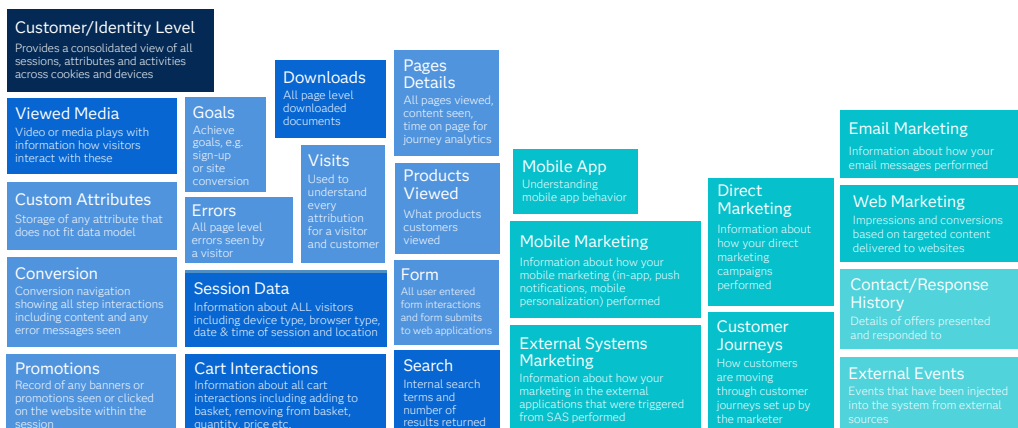 Customer/Identity Level
Provides a consolidated view of all
sessions, attributes and activities
across cookies and devices
Viewed Media
Video or media plays with
information how visitors
interact with these
Custom Attributes
Storage of any attribute that
does not fit data model
Conversion
Conversion navigation
showing all step interactions
including content and any
error messages seen
Promotions
Record of any banners or
promotions seen or clicked
on the website within the
session
Goals
Achieve
goals, e.g.
sign-up
or site
conversion
Errors
All page level
errors seen by
a visitor
Downloads
All page level
downloaded
documents
Visits
Used to
understand
every
attribution
for a visitor
and customer
Session Data
Information about ALL visitors
including device type, browser type,
date & time of session and location
Cart Interactions
Information about all cart
interactions including adding to
basket, removing from basket,
quantity, price etc.
Pages
Details
All pages viewed,
content seen,
time on page for
journey analytics
Products
Viewed
What products
customers
viewed
Form
All user entered
form interactions
and form submits
to web applications
Search
Internal search
terms and
number of
results returned
Mobile App
Understanding
mobile app behavior
Mobile Marketing
Information about how your
mobile marketing (in-app, push
notifications, mobile
personalization) performed
External Systems
Marketing
Information about how your
marketing in the external
applications that were triggered
from SAS performed
Direct
Marketing
Information about
how your direct
marketing
campaigns
performed
Customer
Journeys
How customers
are moving
through customer
journeys set up by
the marketer
Email Marketing
Information about how your
email messages performed
Web Marketing
Impressions and conversions
based on targeted content
delivered to websites
Contact/Response
History
Details of offers presented
and responded to
External Events
Events that have been injected
into the system from external
sources